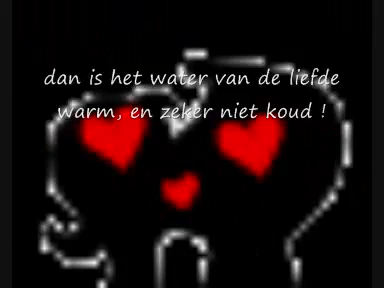 dan is het water van de liefde
warm, en zeker niet koud !